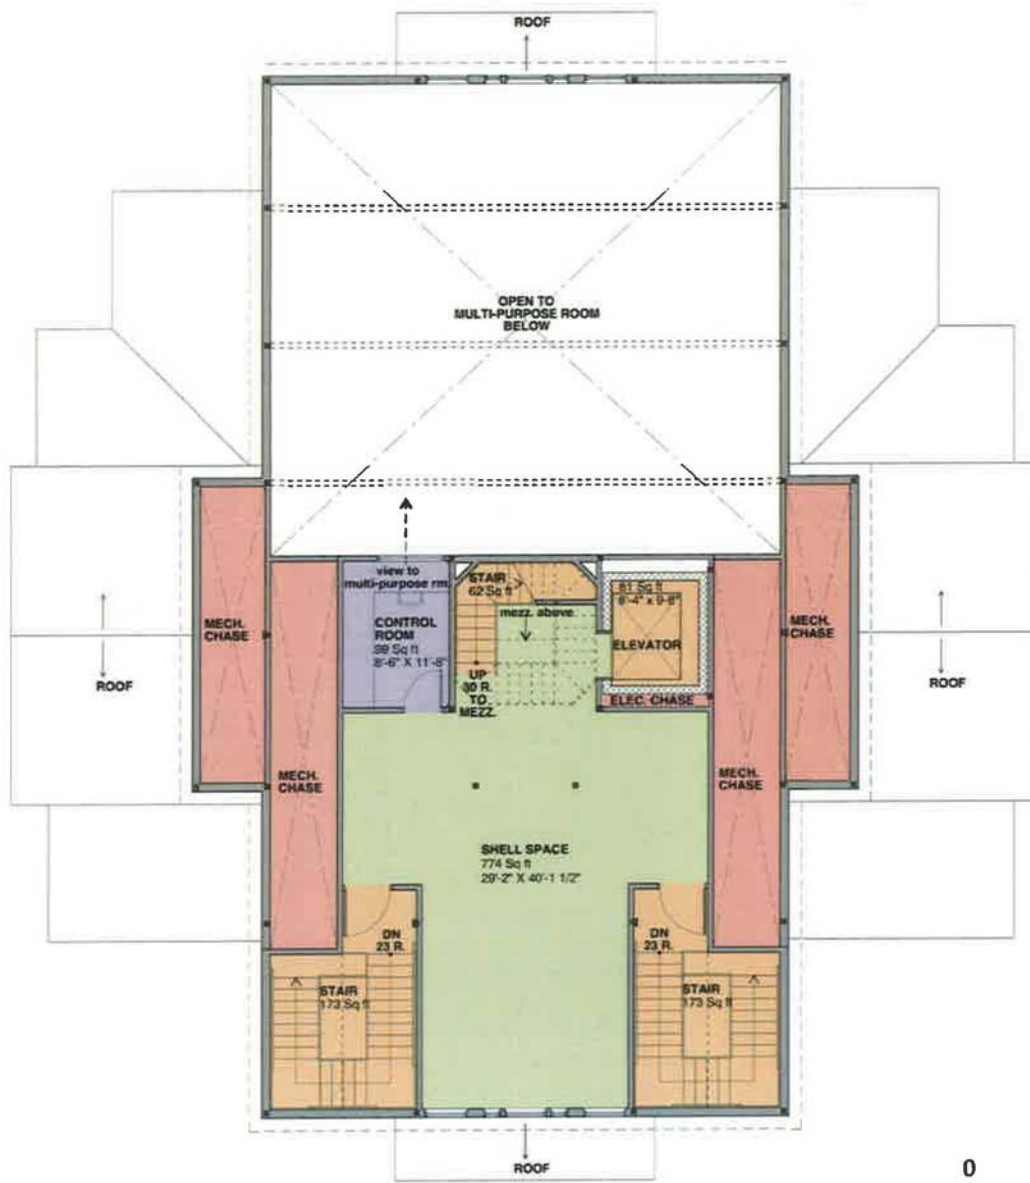 ROOF
OPEN TO
MULTI-PURPOSE ROOM
BELOW
view to
multi-purpose rm.
STAIR
62 Sq ft
81 Sq ft
8'-4" x 9'-8"
mezz. above
MECH.
CHASE
CONTROL
ROOM
99 Sq ft
8'-6" X 11'-8"
ELEVATOR
MECH.
CHASE
ROOF
UP
30 R.
TO
MEZZ.
ELEC. CHASE
ROOF
MECH.
CHASE
MECH.
CHASE
SHELL SPACE
774 Sq ft
29'-2" X 40'-1 1/2"
DN
23 R.
DN
23 R.
STAIR
173 Sq ft
STAIR
173 Sq ft
ROOF
0